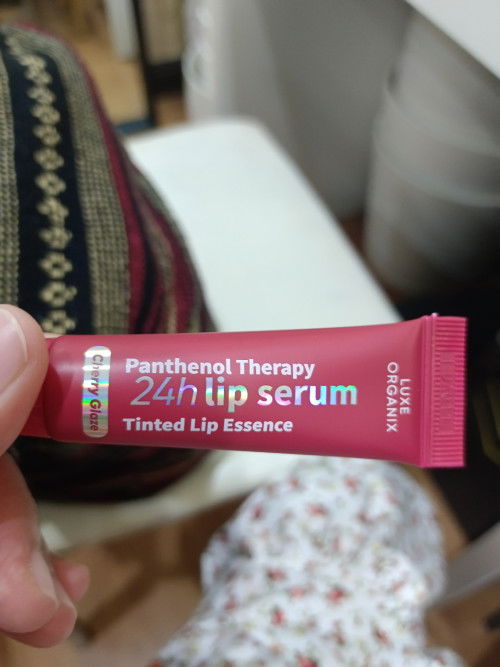 Cherry Glaze
Panthenol Therapy
24h lip serum
Tinted Lip Essence
LUXE
ORGANIX